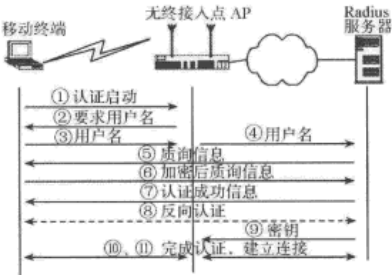 移动终端
无终接入点 AP
Radius
服务器
①认证启动
②要求用户名
③用户名
④用户名
⑤质询信息
⑥加密后质询信息
⑦认证成功信息
⑧反向认证
⑨密钥
⑩、⑪ 完成认证,建立连接